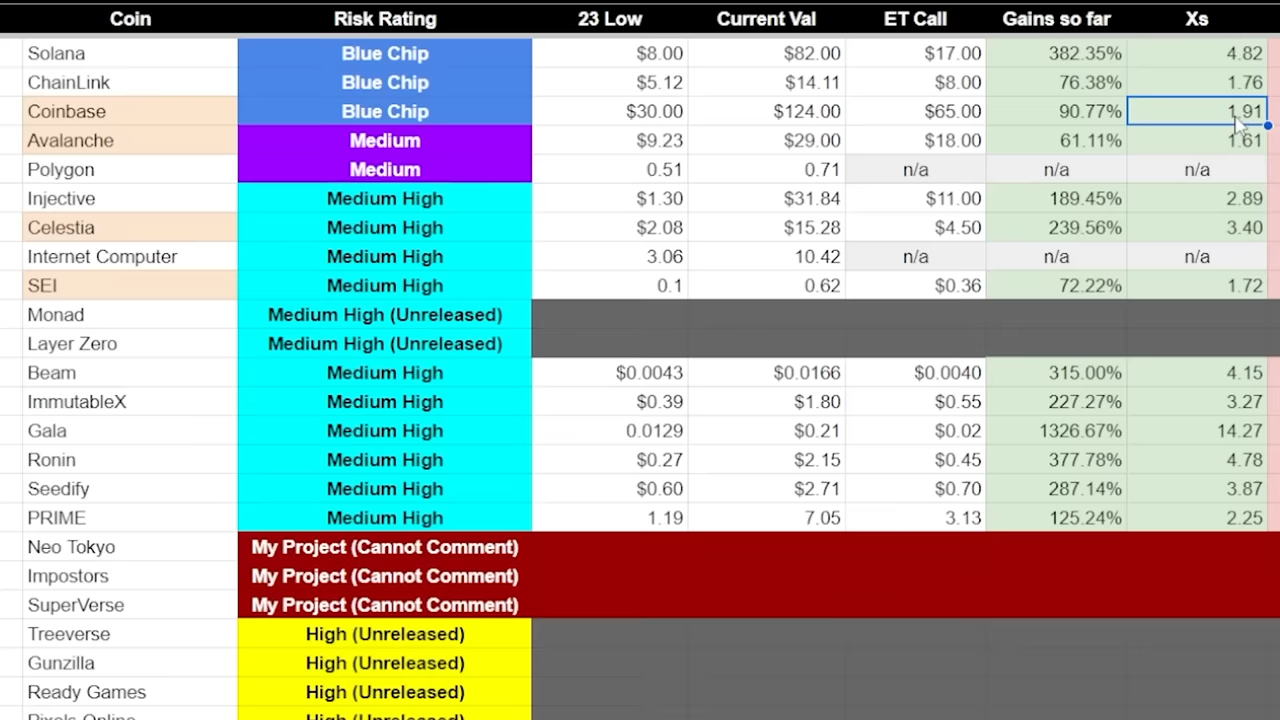 Coin Risk Rating 23 Low Current Val ET Call Gains so far Xs
Solana Blue Chip $8.00 $82.00 $17.00 382.35% 4.82
ChainLink Blue Chip $5.12 $14.11 $8.00 76.38% 1.76
Coinbase Blue Chip $30.00 $124.00 $65.00 90.77% 1.91
Avalanche Medium $9.23 $29.00 $18.00 61.11% 1.61
Polygon Medium 0.51 0.71 n/a n/a n/a
Injective Medium High $1.30 $31.84 $11.00 189.45% 2.89
Celestia Medium High $2.08 $15.28 $4.50 239.56% 3.40
Internet Computer Medium High 3.06 10.42 n/a n/a n/a
SEI Medium High 0.1 0.62 $0.36 72.22% 1.72
Monad Medium High (Unreleased)
Layer Zero Medium High (Unreleased)
Beam Medium High $0.0043 $0.0166 $0.0040 315.00% 4.15
ImmutableX Medium High $0.39 $1.80 $0.55 227.27% 3.27
Gala Medium High 0.0129 $0.21 $0.02 1326.67% 14.27
Ronin Medium High $0.27 $2.15 $0.45 377.78% 4.78
Seedify Medium High $0.60 $2.71 $0.70 287.14% 3.87
PRIME Medium High 1.19 7.05 3.13 125.24% 2.25
Neo Tokyo My Project (Cannot Comment)
Impostors My Project (Cannot Comment)
SuperVerse My Project (Cannot Comment)
Treeverse High (Unreleased)
Gunzilla High (Unreleased)
Ready Games High (Unreleased)
Pixels Online High (Unreleased)